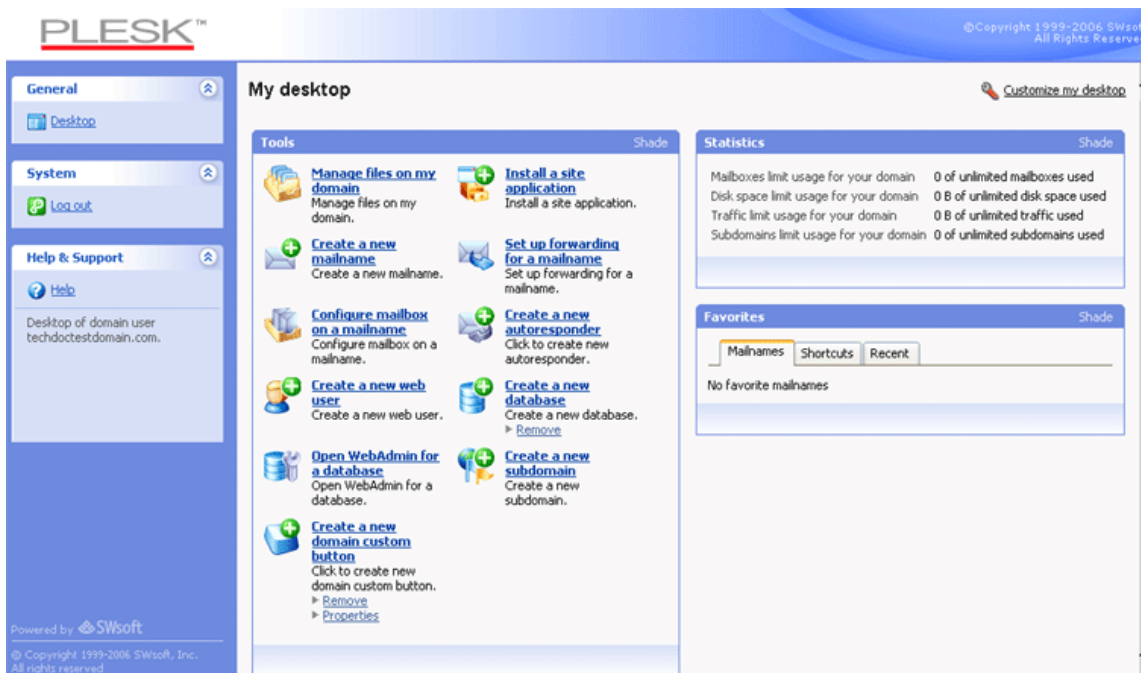 PLESK™
©Copyright 1999-2006 SWsoft
All Rights Reserve
General
Desktop
System
Log out
Help & Support
Help
Desktop of domain user
techdoctestdomain.com.
Powered by SWsoft
© Copyright 1999-2006 SWsoft, Inc.
All rights reserved
My desktop
Customize my desktop
Tools
Shade
Manage files on my
domain
Manage files on my
domain.
Install a site
application
Install a site application.
Create a new
mailname
Create a new mailname.
Set up forwarding
for a mailname
Set up forwarding for a
mailname.
Configure mailbox
on a mailname
Configure mailbox on a
mailname.
Create a new
autoresponder
Click to create new
autoresponder.
Create a new web
user
Create a new web user.
Create a new
database
Create a new database.
Remove
Open WebAdmin for
a database
Open WebAdmin for a
database.
Create a new
subdomain
Create a new
subdomain.
Create a new
domain custom
button
Click to create new
domain custom button.
Remove
Properties
Statistics
Shade
Mailboxes limit usage for your domain 0 of unlimited mailboxes used
Disk space limit usage for your domain 0 B of unlimited disk space used
Traffic limit usage for your domain 0 B of unlimited traffic used
Subdomains limit usage for your domain 0 of unlimited subdomains used
Favorites
Shade
Mailnames Shortcuts Recent
No favorite mailnames